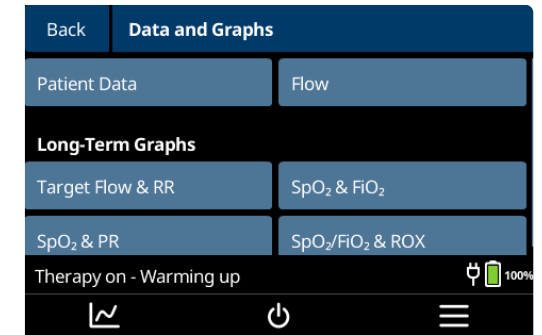 Back Data and Graphs
Patient Data Flow
Long-Term Graphs
Target Flow & RR SpO₂ & FiO₂
SpO₂ & PR SpO₂/FiO₂ & ROX
Therapy on - Warming up 100%